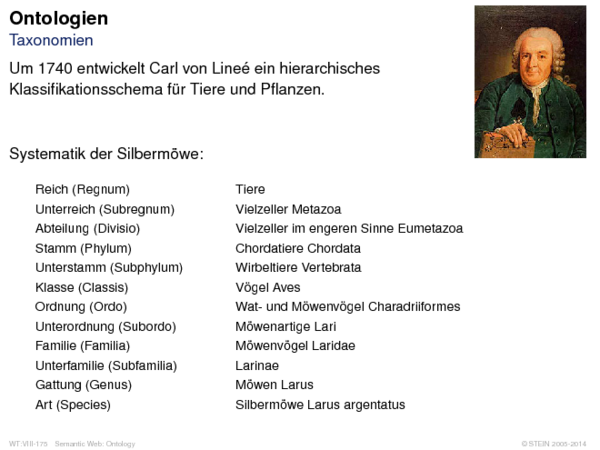 Ontologien
Taxonomien
Um 1740 entwickelt Carl von Lineé ein hierarchisches
Klassifikationsschema für Tiere und Pflanzen.
Systematik der Silbermöwe:
Reich (Regnum) Tiere
Unterreich (Subregnum) Vielzeller Metazoa
Abteilung (Divisio) Vielzeller im engeren Sinne Eumetazoa
Stamm (Phylum) Chordatiere Chordata
Unterstamm (Subphylum) Wirbeltiere Vertebrata
Klasse (Classis) Vögel Aves
Ordnung (Ordo) Wat- und Möwenvögel Charadriiformes
Unterordnung (Subordo) Möwenartige Lari
Familie (Familia) Möwenvögel Laridae
Unterfamilie (Subfamilia) Larinae
Gattung (Genus) Möwen Larus
Art (Species) Silbermöwe Larus argentatus
WT:VIII-175 Semantic Web: Ontology © STEIN 2005-2014